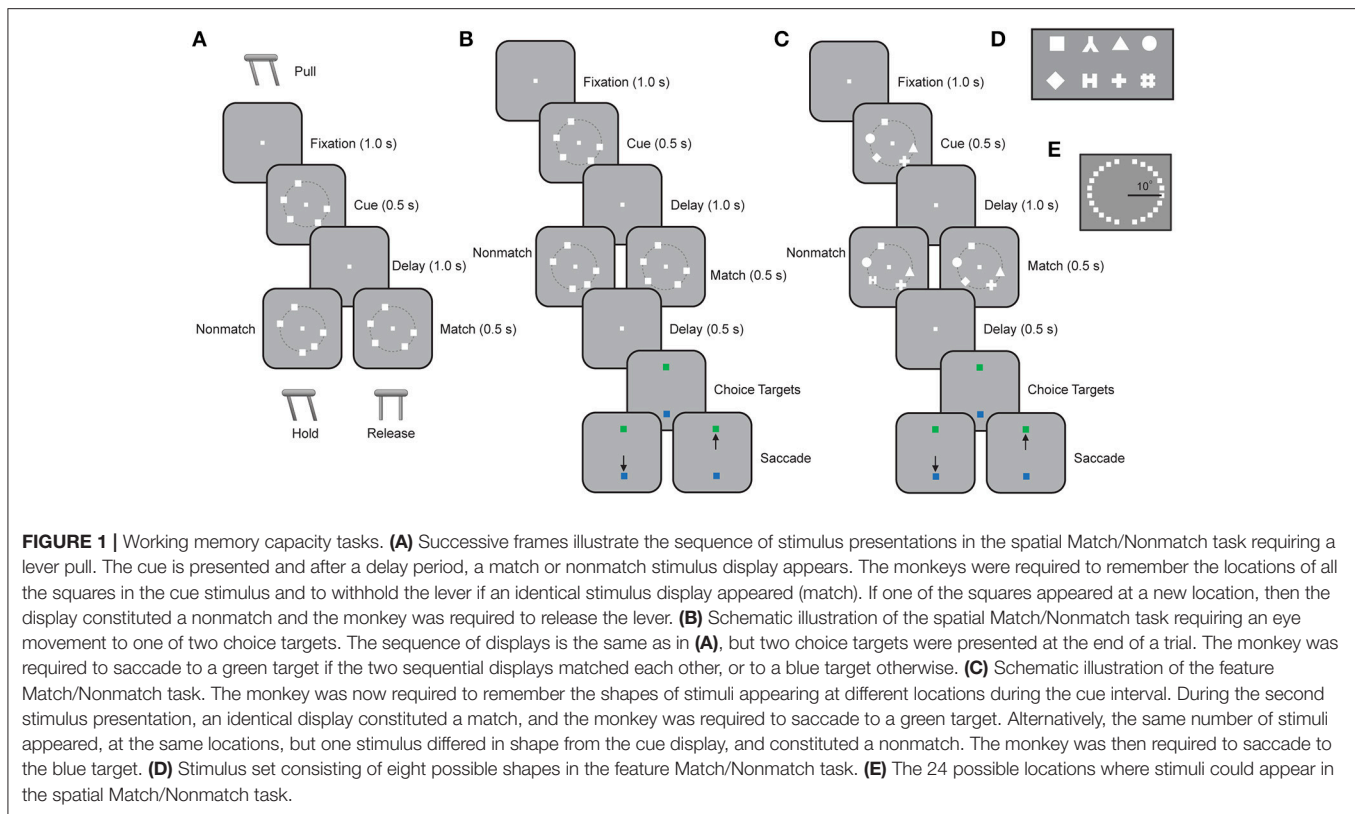 A
Pull
Fixation (1.0 s)
Cue (0.5 s)
Delay (1.0 s)
Nonmatch
Match (0.5 s)
Hold
Release
B
Fixation (1.0 s)
Cue (0.5 s)
Delay (1.0 s)
Nonmatch
Match (0.5 s)
Delay (0.5 s)
Choice Targets
Saccade
C
Fixation (1.0 s)
Cue (0.5 s)
Delay (1.0 s)
Nonmatch
Match (0.5 s)
Delay (0.5 s)
Choice Targets
Saccade
D
E
10°
FIGURE 1 | Working memory capacity tasks. (A) Successive frames illustrate the sequence of stimulus presentations in the spatial Match/Nonmatch task requiring a
lever pull. The cue is presented and after a delay period, a match or nonmatch stimulus display appears. The monkeys were required to remember the locations of all
the squares in the cue stimulus and to withhold the lever if an identical stimulus display appeared (match). If one of the squares appeared at a new location, then the
display constituted a nonmatch and the monkey was required to release the lever. (B) Schematic illustration of the spatial Match/Nonmatch task requiring an eye
movement to one of two choice targets. The sequence of displays is the same as in (A), but two choice targets were presented at the end of a trial. The monkey was
required to saccade to a green target if the two sequential displays matched each other, or to a blue target otherwise. (C) Schematic illustration of the feature
Match/Nonmatch task. The monkey was now required to remember the shapes of stimuli appearing at different locations during the cue interval. During the second
stimulus presentation, an identical display constituted a match, and the monkey was required to saccade to a green target. Alternatively, the same number of stimuli
appeared, at the same locations, but one stimulus differed in shape from the cue display, and constituted a nonmatch. The monkey was then required to saccade to
the blue target. (D) Stimulus set consisting of eight possible shapes in the feature Match/Nonmatch task. (E) The 24 possible locations where stimuli could appear in
the spatial Match/Nonmatch task.